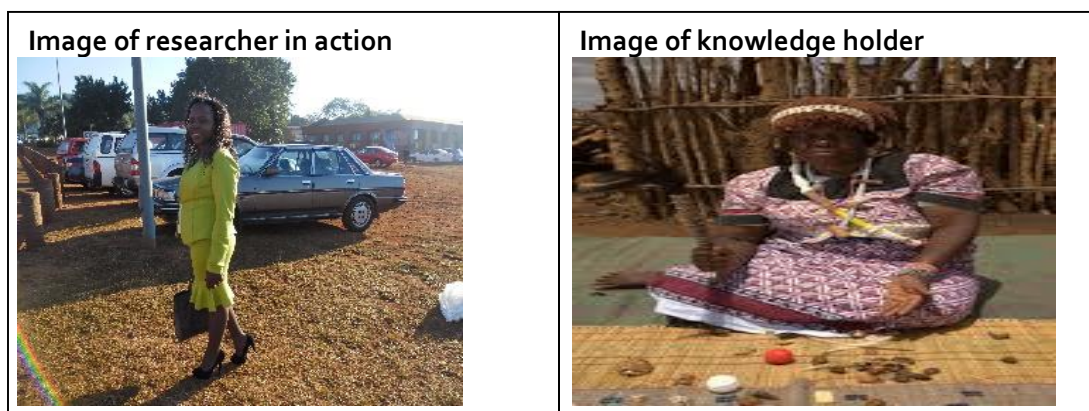 Image of researcher in action
Image of knowledge holder